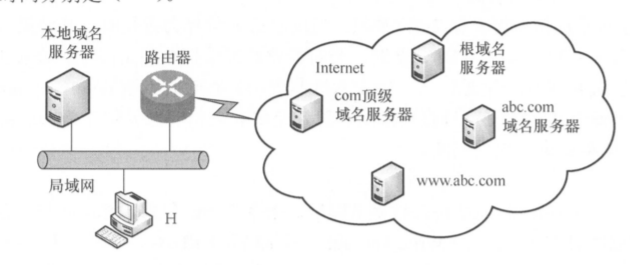 本地域名
服务器
路由器
Internet
根域名
服务器
com顶级
域名服务器
abc.com
域名服务器
www.abc.com
局域网
H